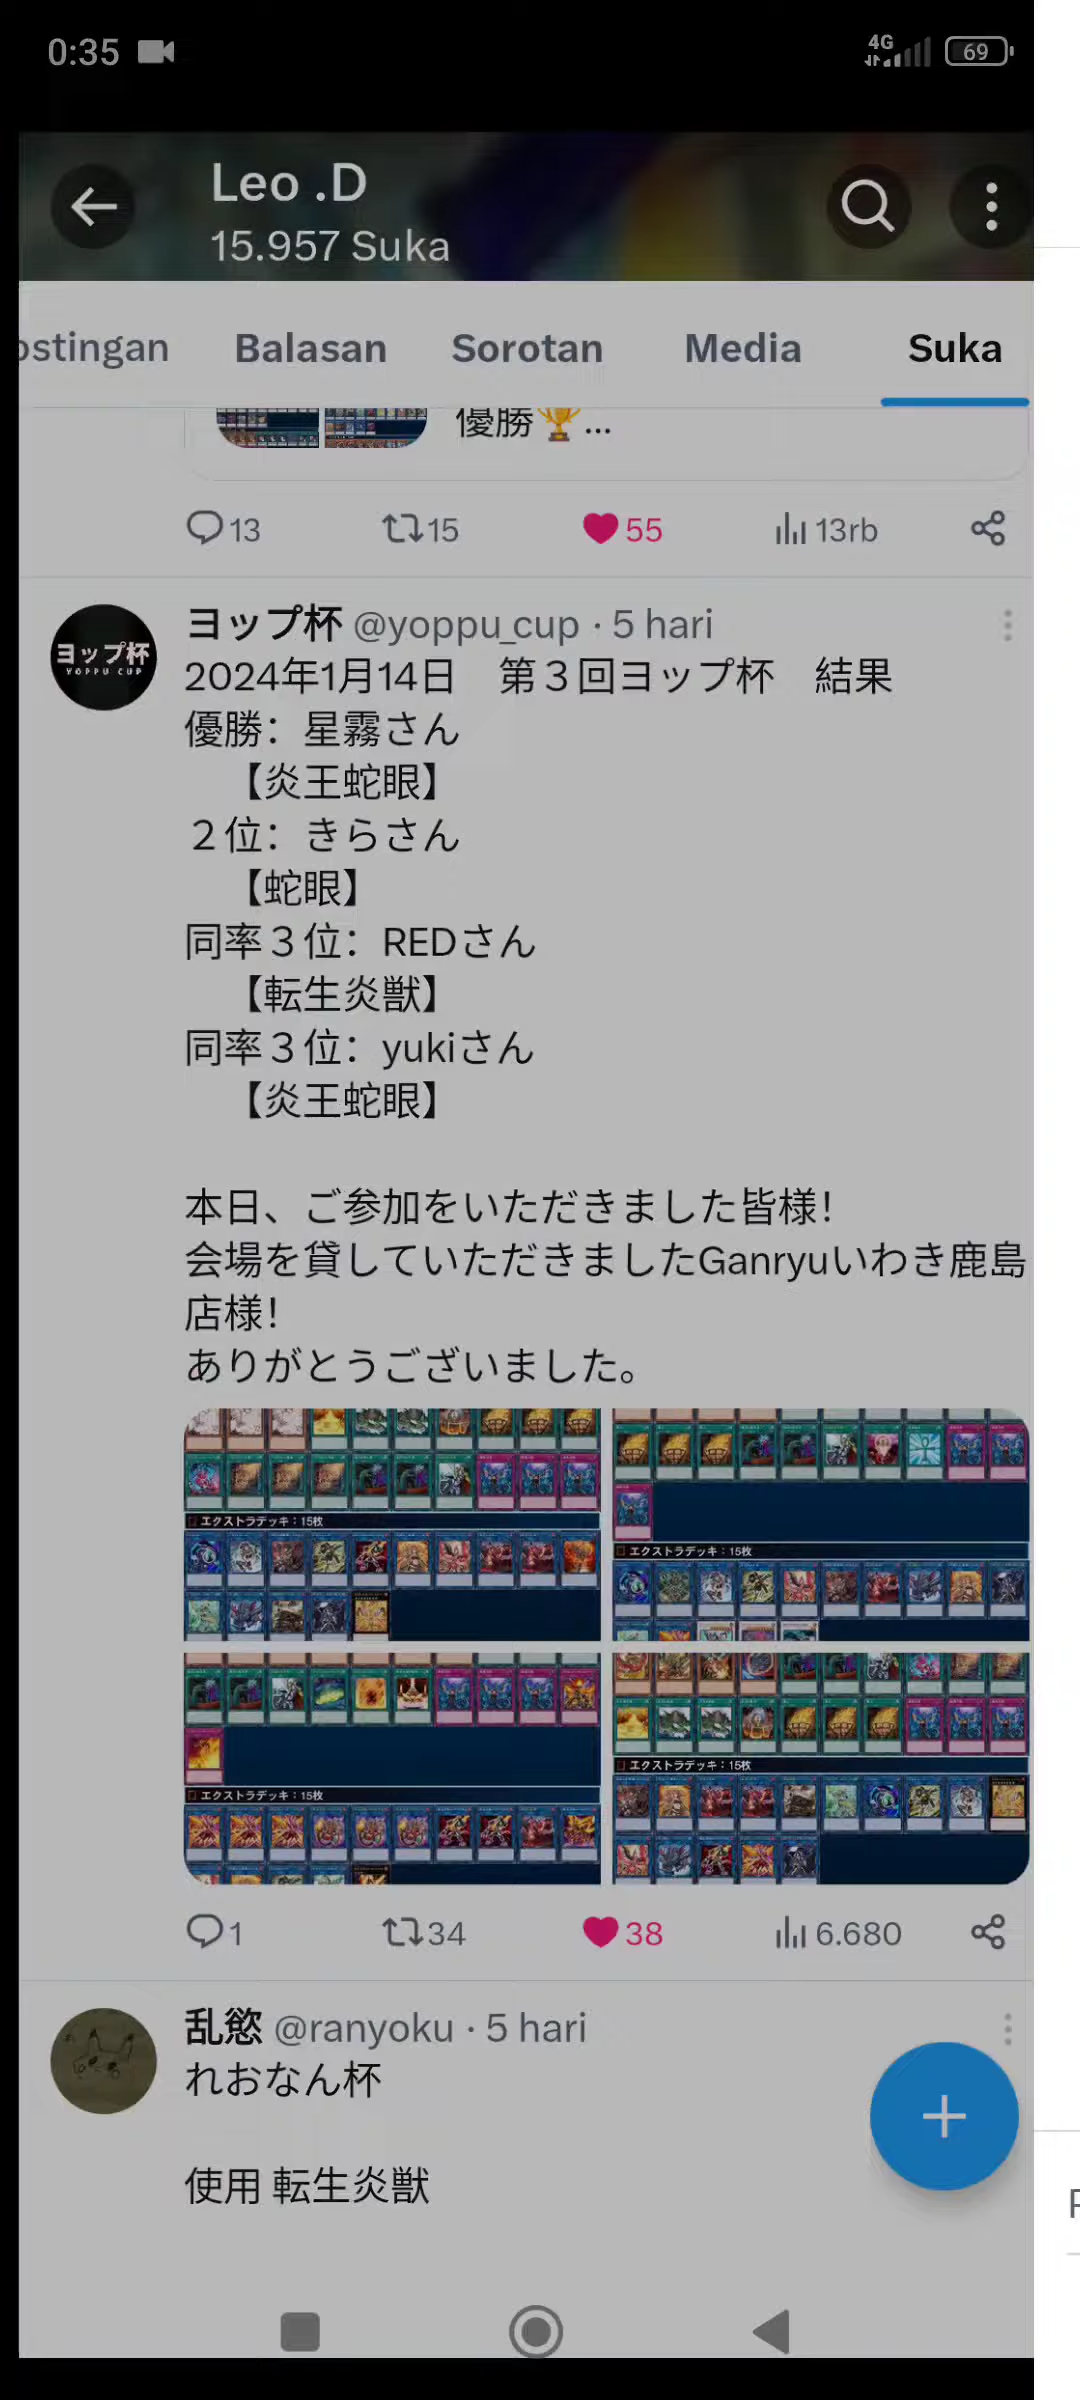 0:35
4G
69
Leo .D
15.957 Suka
ostingan Balasan Sorotan Media Suka
優勝🏆...
13 15 55 13rb
ヨップ杯 @yoppu_cup · 5 hari
ヨップ杯
YOPPU CUP
2024年1月14日　第３回ヨップ杯　結果
優勝：星霧さん
【炎王蛇眼】
２位：きらさん
【蛇眼】
同率３位：REDさん
【転生炎獣】
同率３位：yukiさん
【炎王蛇眼】
本日、ご参加をいただきました皆様！
会場を貸していただきましたGanryuいわき鹿島
店様！
ありがとうございました。
エクストラデッキ：15枚
エクストラデッキ：15枚
エクストラデッキ：15枚
エクストラデッキ：15枚
1 34 38 6.680
乱慾 @ranyoku · 5 hari
れおなん杯
使用 転生炎獣